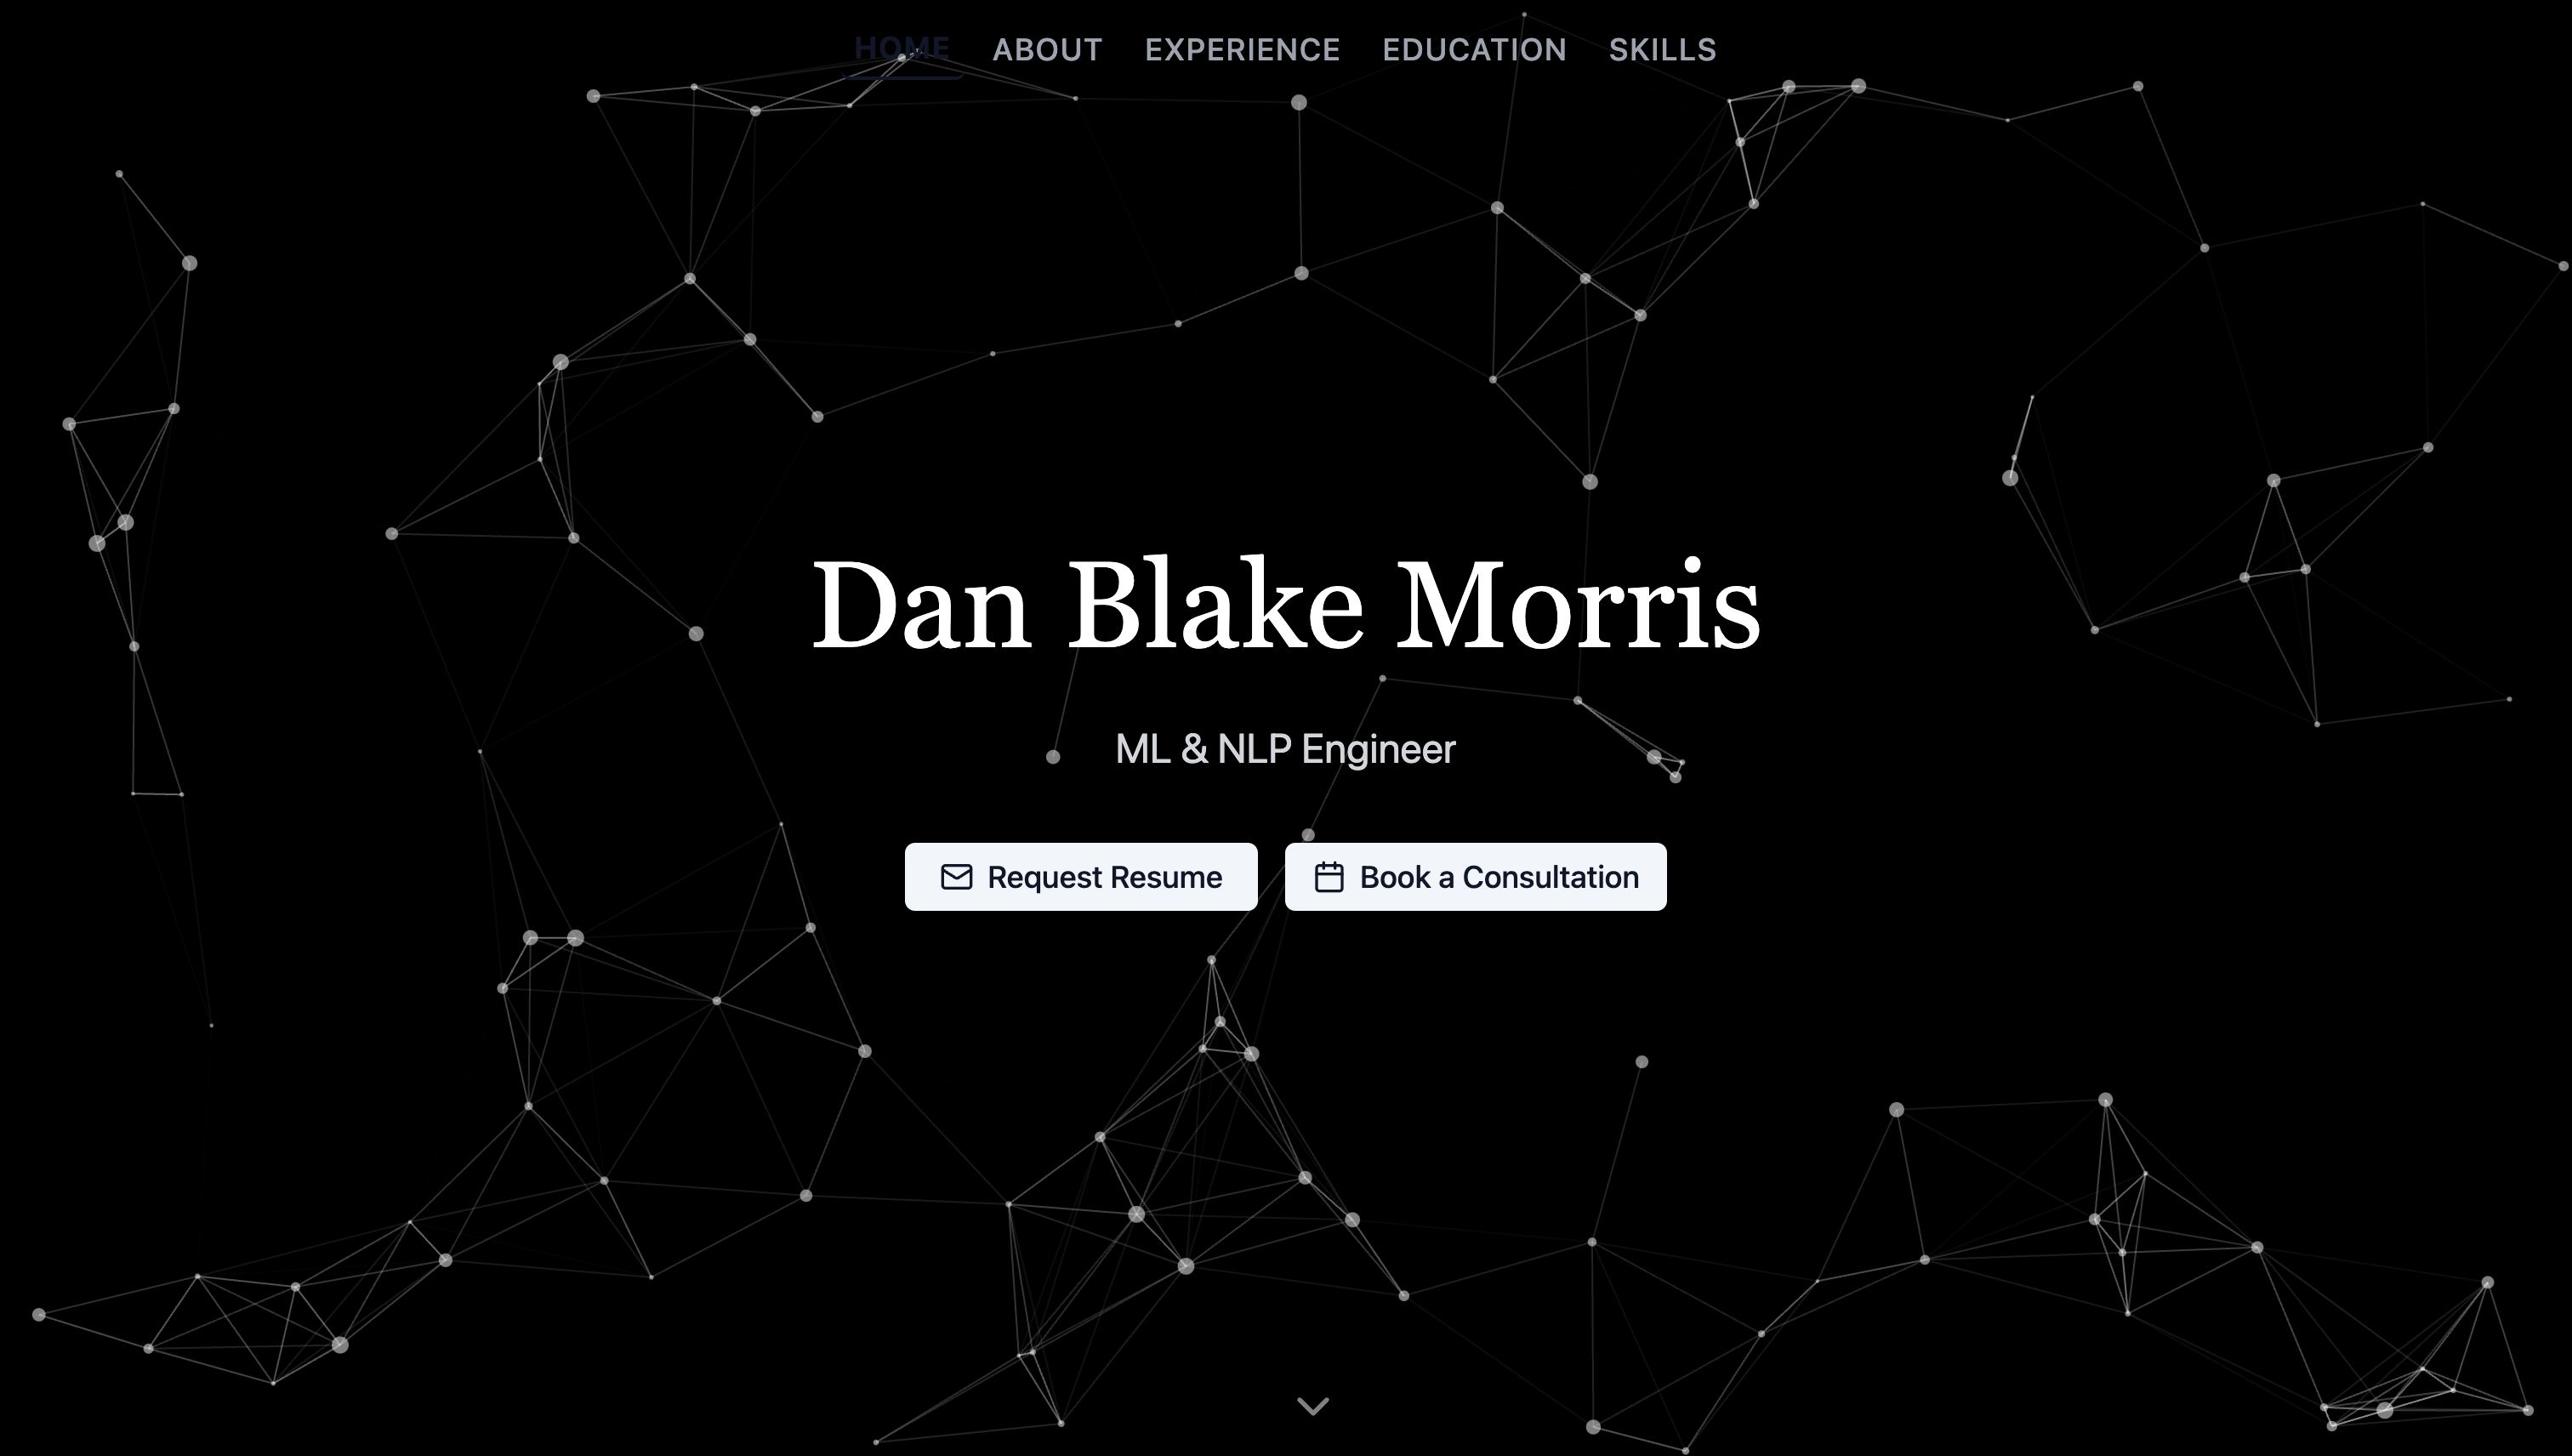 HOME ABOUT EXPERIENCE EDUCATION SKILLS
Dan Blake Morris
ML & NLP Engineer
Request Resume Book a Consultation